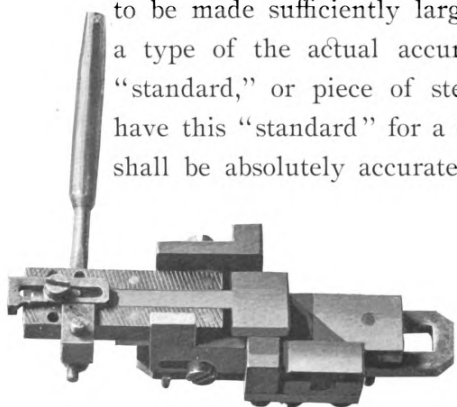 to be made sufficiently larg
a type of the actual accur
“standard,” or piece of ste
have this “standard” for a
shall be absolutely accurate